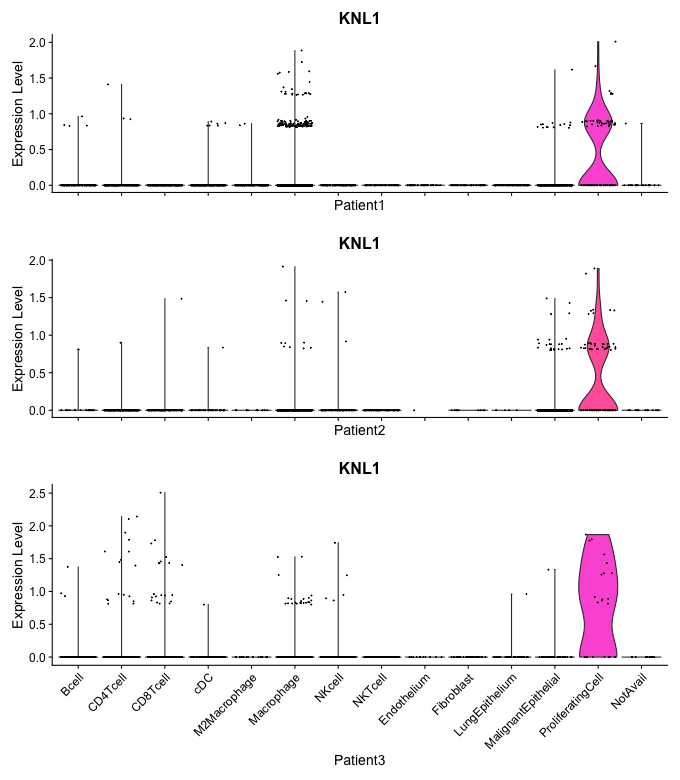 KNL1
Expression Level
2.0
1.5
1.0
0.5
0.0
Patient1
KNL1
Expression Level
2.0
1.5
1.0
0.5
0.0
Patient2
KNL1
Expression Level
2.5
2.0
1.5
1.0
0.5
0.0
Bcell
CD4Tcell
CD8Tcell
cDC
M2Macrophage
Macrophage
NKcell
NKTcell
Endothelium
Fibroblast
LungEpithelium
MalignantEpithelial
ProliferatingCell
NotAvail
Patient3